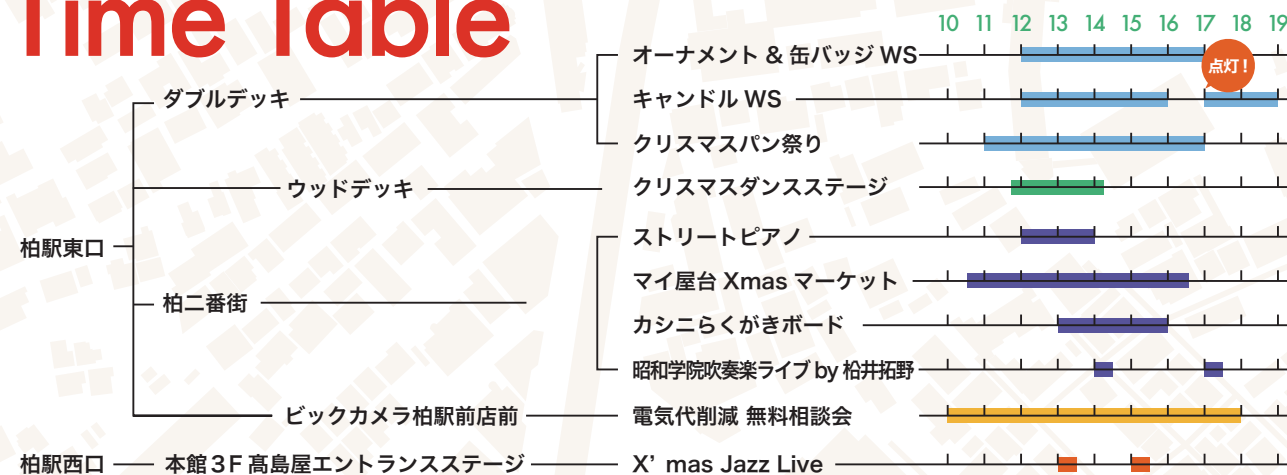 Time Table
10 11 12 13 14 15 16 17 18 19
オーナメント & 缶バッジ WS
点灯！
ダブルデッキ
キャンドル WS
クリスマスパン祭り
ウッドデッキ
クリスマスダンスステージ
柏駅東口
ストリートピアノ
マイ屋台 Xmas マーケット
柏二番街
カシニらくがきボード
昭和学院吹奏楽ライブ by 松井拓野
ビックカメラ柏駅前店前
電気代削減 無料相談会
柏駅西口
本館3F 髙島屋エントランスステージ
X’ mas Jazz Live